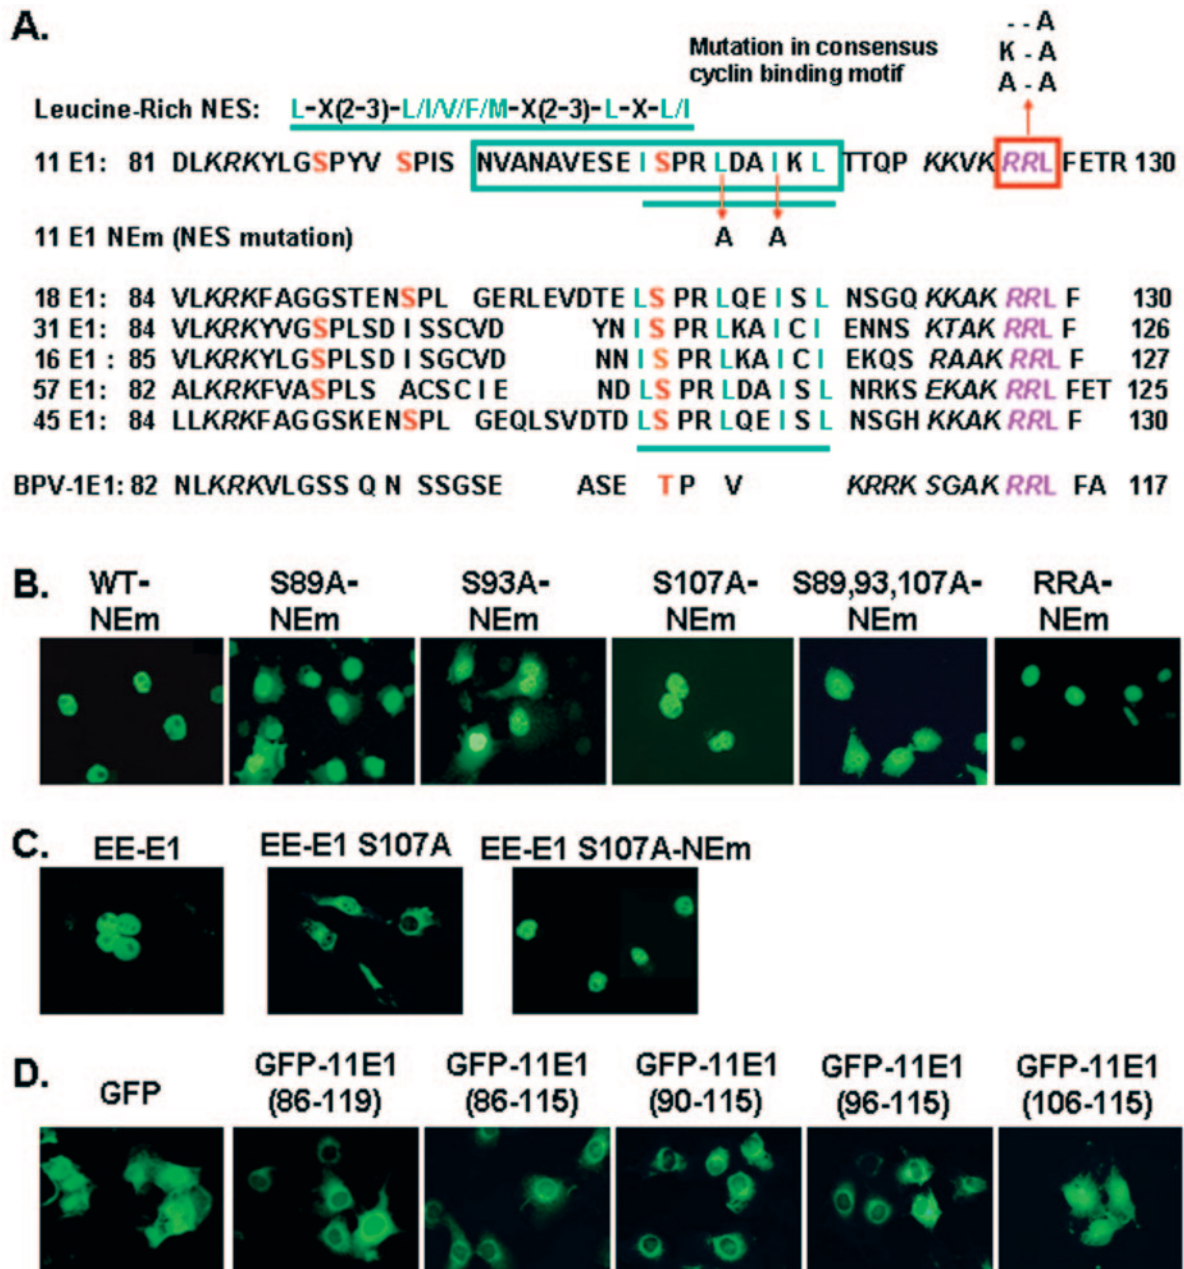 A.
- - A
K - A
A - A
Mutation in consensus
cyclin binding motif
Leucine-Rich NES: L-X(2-3)-L/I/V/F/M-X(2-3)-L-X-L/I
11 E1: 81 DLKRKYLGSPYV SPIS NVANAVESE I SPR LDA I K L TTQP KKVK RRL FETR 130
11 E1 NEm (NES mutation) A A
18 E1: 84 VLKRKFAGGSTENSPL GERLEVDTE LS PR LQE I S L NSGQ KKAK RRL F 130
31 E1: 84 VLKRKYVGSPLSD I SSCVD YN I S PR LKA I C I ENNS KTAK RRL F 126
16 E1 : 85 VLKRKYLGSPLSD I SGCVD NN I S PR LKA I C I EKQS RAAK RRL F 127
57 E1: 82 ALKRKFVASPLS ACSCIE ND LS PRLDA I S L NRKS EKAK RRL FET 125
45 E1: 84 LLKRKFAGGSKENSPL GEQLSVDTD LS PRLQE I S L NSGH KKAK RRL F 130
BPV-1E1: 82 NLKRKVLGSS Q N SSGSE ASE T P V KRRK SGAK RRL FA 117
B.
WT-
NEm
S89A-
NEm
S93A-
NEm
S107A-
NEm
S89,93,107A-
NEm
RRA-
NEm
C.
EE-E1
EE-E1 S107A
EE-E1 S107A-NEm
D.
GFP
GFP-11E1
(86-119)
GFP-11E1
(86-115)
GFP-11E1
(90-115)
GFP-11E1
(96-115)
GFP-11E1
(106-115)